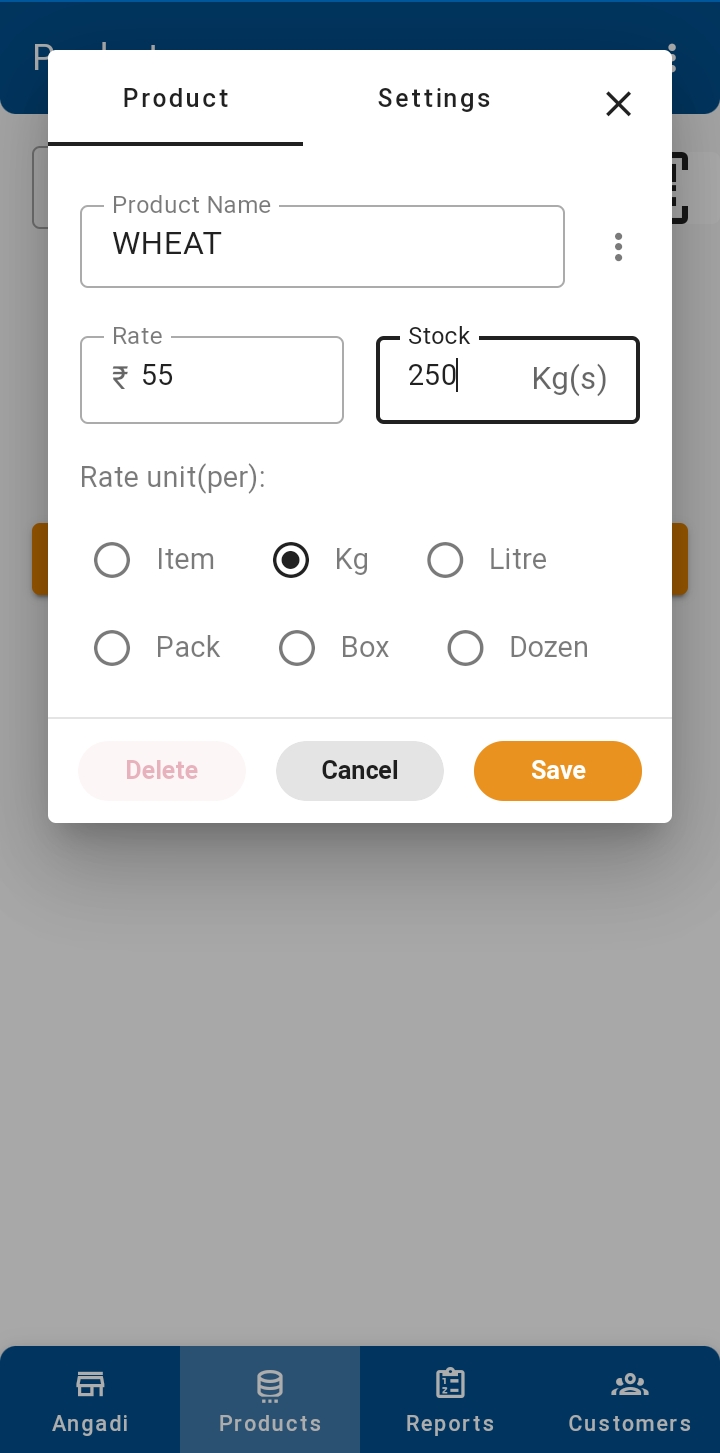 Product Settings
Product Name
WHEAT
Rate Stock
₹ 55 250 Kg(s)
Rate unit(per):
Item Kg Litre
Pack Box Dozen
Delete Cancel Save
Angadi Products Reports Customers